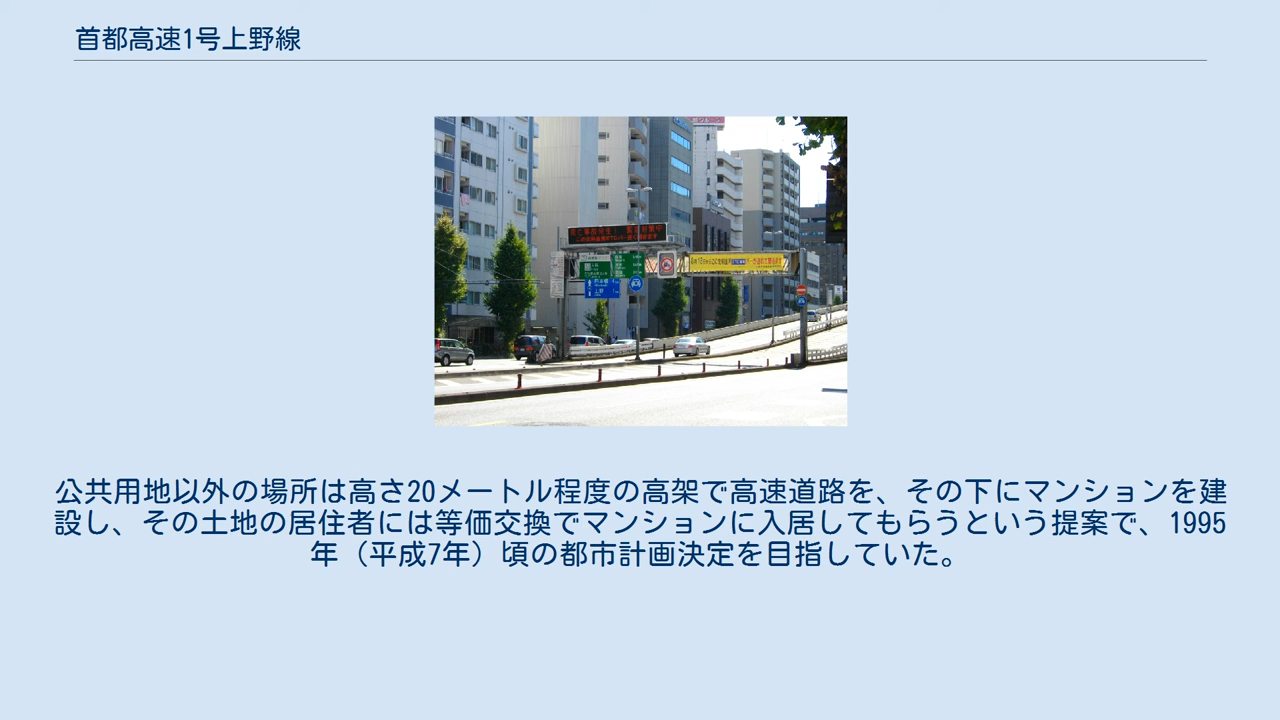 首都高速1号上野線
公共用地以外の場所は高さ20メートル程度の高架で高速道路を、その下にマンションを建
設し、その土地の居住者には等価交換でマンションに入居してもらうという提案で、1995
年（平成7年）頃の都市計画決定を目指していた。